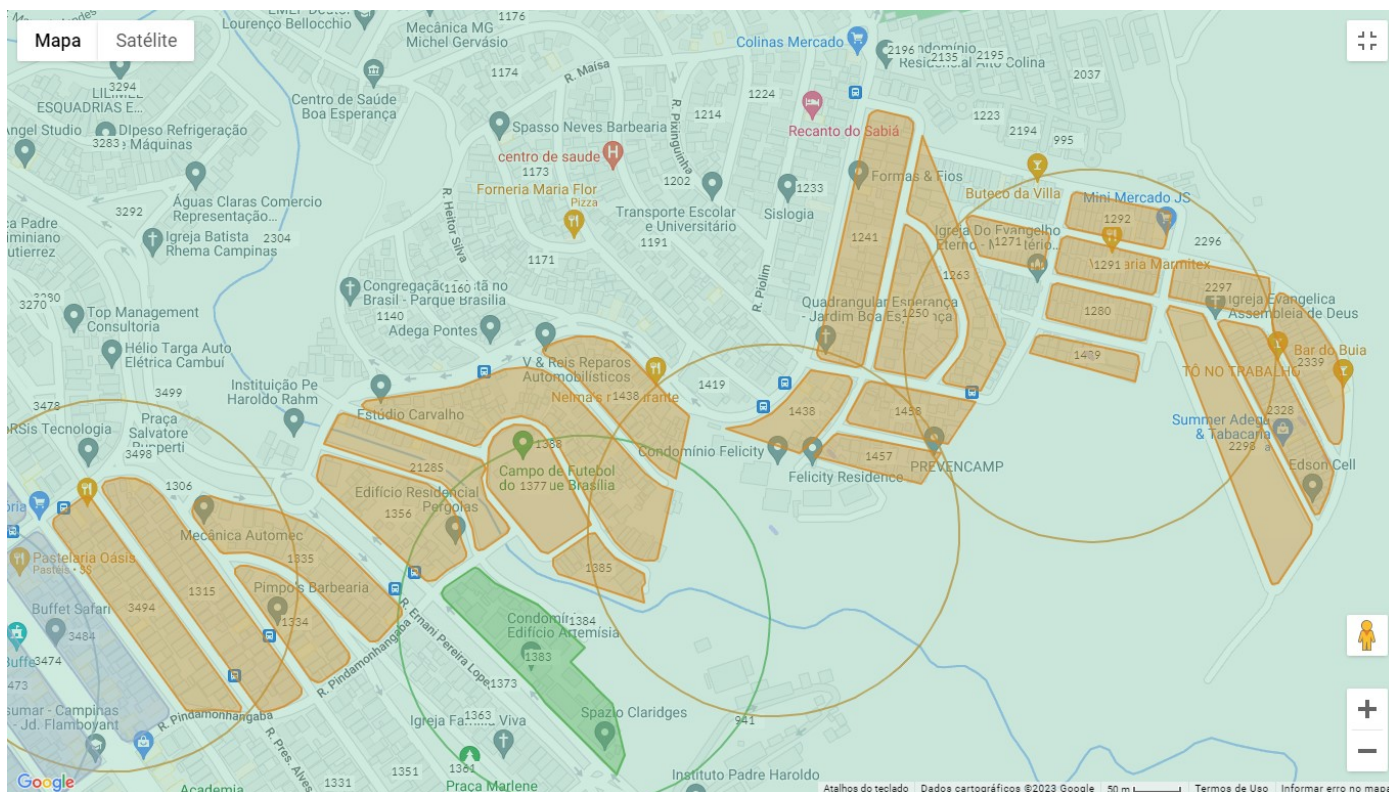 Mapa
Satélite
Lourenço Bellocchio
Mecânica MG
Michel Gervásio
1176
Colinas Mercado
2196
2135
2195
Residencial Alto Colina
2037
3294
ESQUADRIAS E...
1174
R. Maísa
Centro de Saúde
Boa Esperança
1224
1214
R. Pixinguinha
Recanto do Sabiá
1223
2194
995
Angel Studio
DIpeso Refrigeração
e Máquinas
3283
Spasso Neves Barbearia
centro de saude
1173
Forneria Maria Flor
Pizza
1202
1233
Sislogia
Formas & Fios
Buteco da Villa
Mini Mercado JS
1292
Águas Claras Comercio
Representação...
3292
Igreja Batista
Rhema Campinas
2304
R. Heitor Silva
Transporte Escolar
e Universitário
1191
1171
1241
Igreja Do Evangelho
1271
2296
1291
1263
2297
Igreja Evangelica
Assembleia de Deus
3270
Top Management
Consultoria
1160
Brasil - Parque Brasilia
1140
Adega Pontes
R. Piolim
Quadrangular Esperança
- Jardim Boa
1250
1280
Hélio Targa Auto
Elétrica Cambuí
V & Reis Reparos
Automobilísticos
Bar do Buia
2339
TÔ NO TRABALHO
3499
Instituição Pe
Haroldo Rahm
1438
1419
3478
Praça
Salvatore
Estúdio Carvalho
1438
1458
2328
Summer Adega
& Tabacaria
2298
3498
1388
Condomínio Felicity
1457
Felicity Residence
PREVENCAMP
Edson Cell
1306
21285
Campo de Futebol
1377
Edifício Residencial
Pergolas
1356
Mecânica Automec
Pastelaria Oásis
Pastéis • $$
1335
1385
1315
Pimpo's Barbearia
3494
1334
Buffet Safari
3484
3474
R. Ernani Pereira Lopes
1384
Edifício Artemísia
1383
1373
R. Pindamonhangaba
R. Pindamonhangaba
- Jd. Flamboyant
R. Pres. Alves
1363
Spazio Claridges
941
1361
1351
1331
Praça Marlene
Academia
Instituto Padre Haroldo
Google
Atalhos do teclado
Dados cartográficos ©2023 Google
50 m
Termos de Uso
Informar erro no mapa